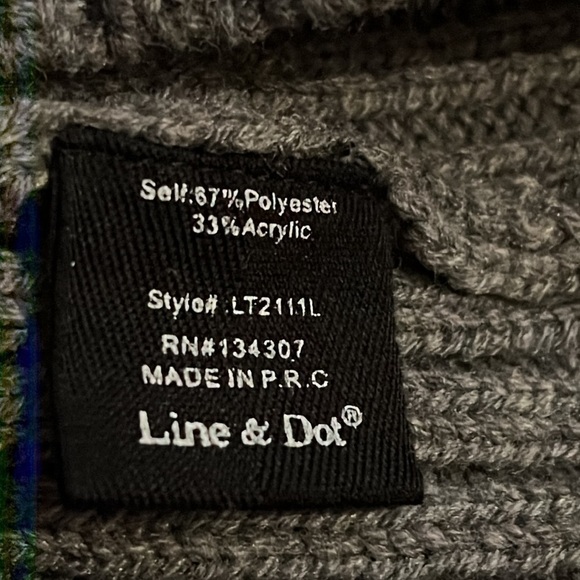 Self:67%Polyester
33%Acrylic
Style# :LT2111L
RN#134307
MADE IN P.R.C
Line & Dot®